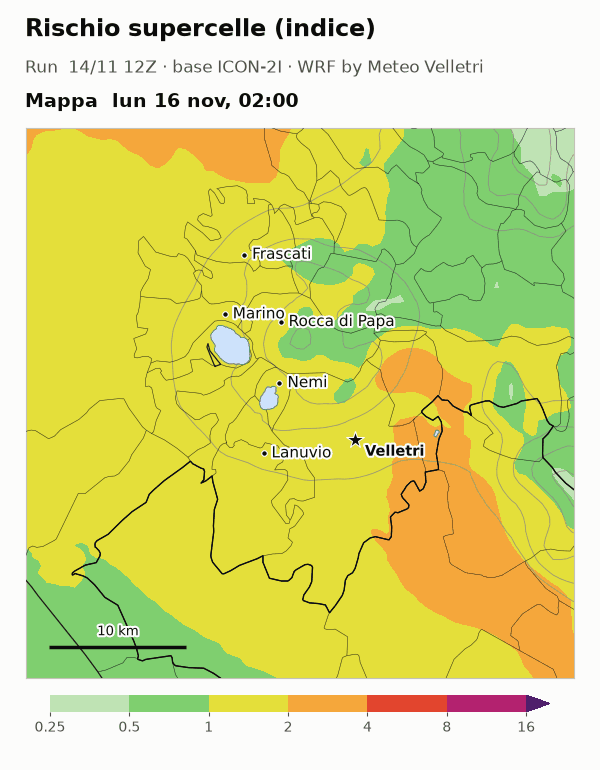 Rischio supercelle (indice)
Run  14/11 12Z · base ICON-2I · WRF by Meteo Velletri
Mappa  lun 16 nov, 02:00
Frascati
Marino
Rocca di Papa
Nemi
Velletri
Lanuvio
10 km
0.25 0.5 1 2 4 8 16